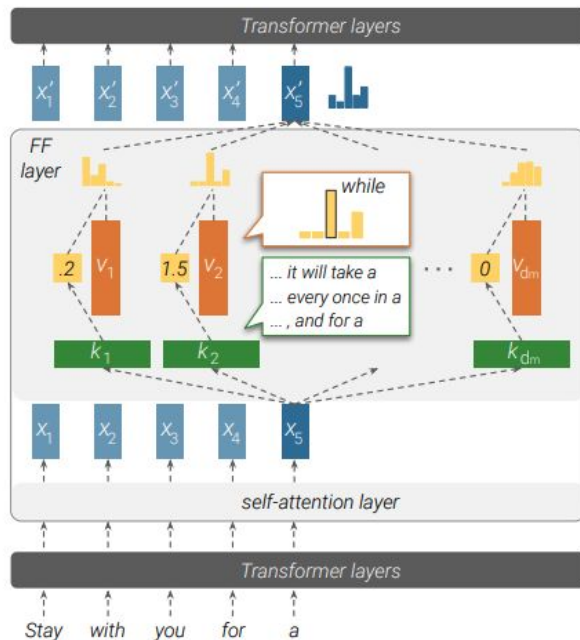 Transformer layers
x'1 x'2 x'3 x'4 x'5
FF
layer
while
.2 v1 1.5 v2 ... 0 vdm
... it will take a
... every once in a
... , and for a
k1 k2 kdm
x1 x2 x3 x4 x5
self-attention layer
Transformer layers
Stay with you for a